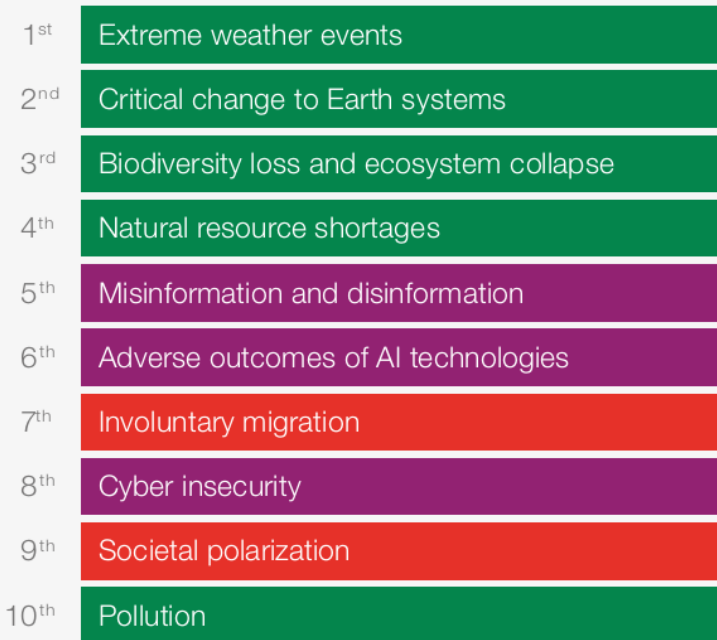 1st Extreme weather events
2nd Critical change to Earth systems
3rd Biodiversity loss and ecosystem collapse
4th Natural resource shortages
5th Misinformation and disinformation
6th Adverse outcomes of AI technologies
7th Involuntary migration
8th Cyber insecurity
9th Societal polarization
10th Pollution